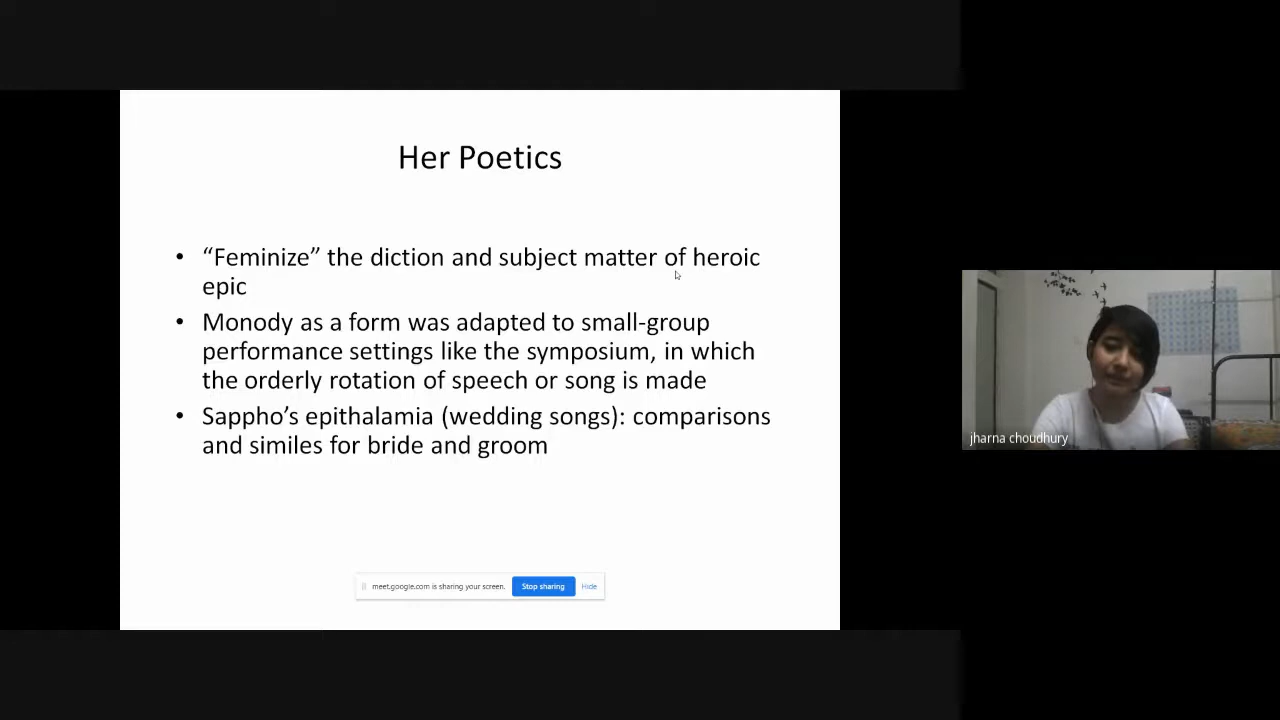 Her Poetics
• “Feminize” the diction and subject matter of heroic
epic
• Monody as a form was adapted to small-group
performance settings like the symposium, in which
the orderly rotation of speech or song is made
• Sappho’s epithalamia (wedding songs): comparisons
and similes for bride and groom
meet.google.com is sharing your screen. Stop sharing Hide
jharna choudhury